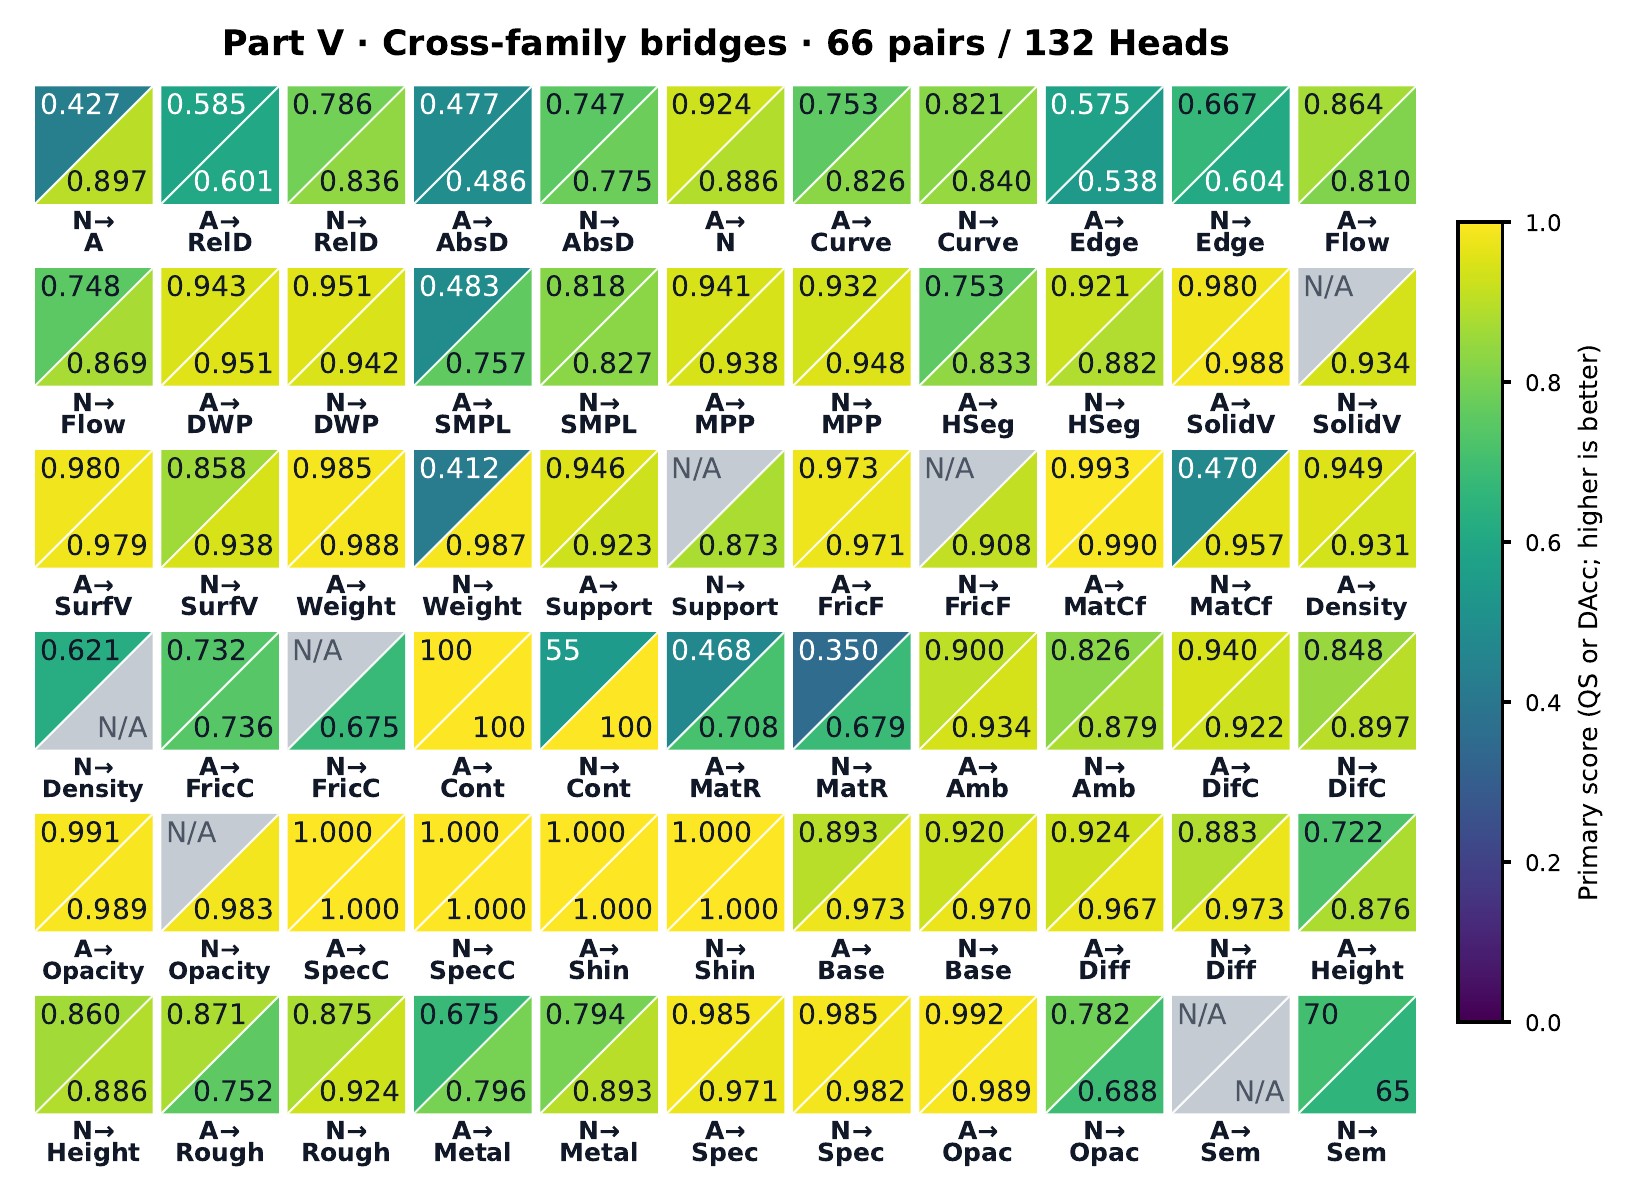 Part V · Cross-family bridges · 66 pairs / 132 Heads
0.427 0.585 0.786 0.477 0.747 0.924 0.753 0.821 0.575 0.667 0.864
0.897 0.601 0.836 0.486 0.775 0.886 0.826 0.840 0.538 0.604 0.810
N→ A→ N→ A→ N→ A→ A→ N→ A→ N→ A→
A RelD RelD AbsD AbsD N Curve Curve Edge Edge Flow
0.748 0.943 0.951 0.483 0.818 0.941 0.932 0.753 0.921 0.980 N/A
0.869 0.951 0.942 0.757 0.827 0.938 0.948 0.833 0.882 0.988 0.934
N→ A→ N→ A→ N→ A→ N→ A→ N→ A→ N→
Flow DWP DWP SMPL SMPL MPP MPP HSeg HSeg SolidV SolidV
0.980 0.858 0.985 0.412 0.946 N/A 0.973 N/A 0.993 0.470 0.949
0.979 0.938 0.988 0.987 0.923 0.873 0.971 0.908 0.990 0.957 0.931
A→ N→ A→ N→ A→ N→ A→ N→ A→ N→ A→
SurfV SurfV Weight Weight Support Support FricF FricF MatCf MatCf Density
0.621 0.732 N/A 100 55 0.468 0.350 0.900 0.826 0.940 0.848
N/A 0.736 0.675 100 100 0.708 0.679 0.934 0.879 0.922 0.897
N→ A→ N→ A→ N→ A→ N→ A→ N→ A→ N→
Density FricC FricC Cont Cont MatR MatR Amb Amb DifC DifC
0.991 N/A 1.000 1.000 1.000 1.000 0.893 0.920 0.924 0.883 0.722
0.989 0.983 1.000 1.000 1.000 1.000 0.973 0.970 0.967 0.973 0.876
A→ N→ A→ N→ A→ N→ A→ N→ A→ N→ A→
Opacity Opacity SpecC SpecC Shin Shin Base Base Diff Diff Height
0.860 0.871 0.875 0.675 0.794 0.985 0.985 0.992 0.782 N/A 70
0.886 0.752 0.924 0.796 0.893 0.971 0.982 0.989 0.688 N/A 65
N→ A→ N→ A→ N→ A→ N→ A→ N→ A→ N→
Height Rough Rough Metal Metal Spec Spec Opac Opac Sem Sem
1.0
0.8
0.6
0.4
0.2
0.0
Primary score (QS or DAcc; higher is better)